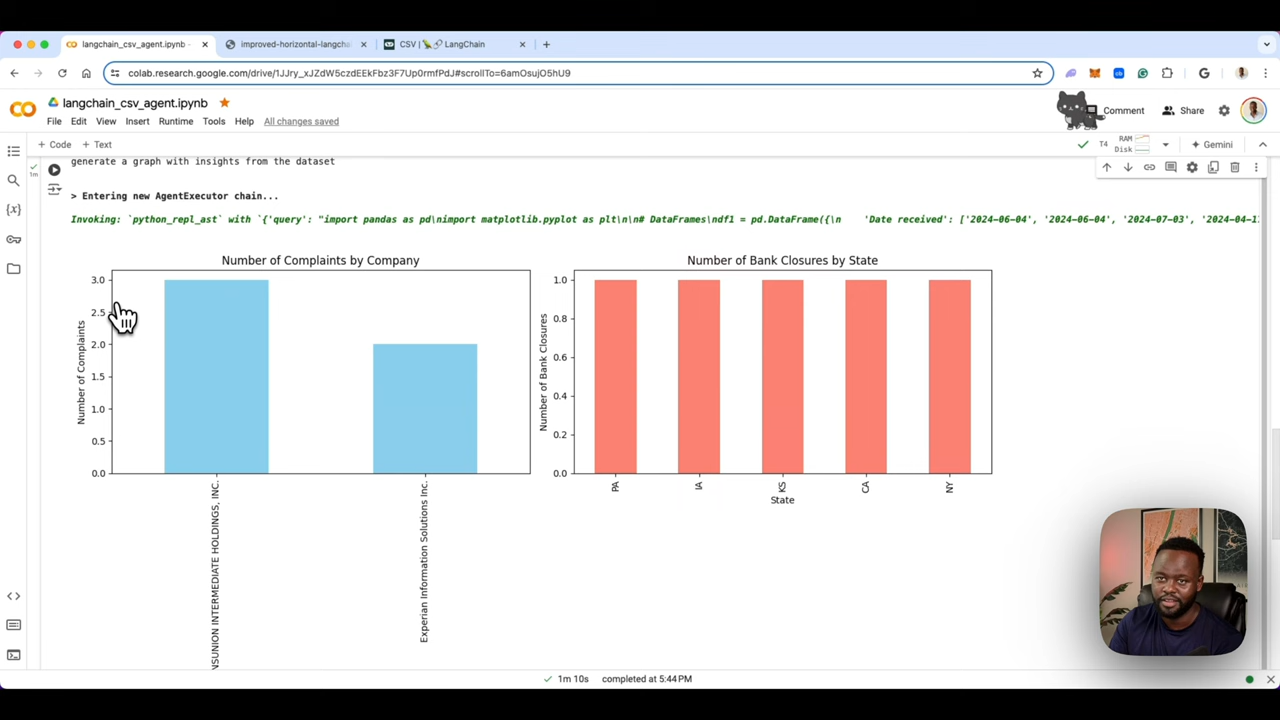 langchain_csv_agent.ipynb -
improved-horizontal-langcha
CSV | 🦜🔗 LangChain
colab.research.google.com/drive/1JJry_xJZdW5czdEEkFbz3F7Up0rmfPdJ#scrollTo=6amOsujO5hU9
langchain_csv_agent.ipynb
Comment
Share
File Edit View Insert Runtime Tools Help All changes saved
+ Code + Text
T4
RAM
Disk
Gemini
1m
generate a graph with insights from the dataset
> Entering new AgentExecutor chain...
Invoking: `python_repl_ast` with `{'query': "import pandas as pd\nimport matplotlib.pyplot as plt\n\n# DataFrames\ndf1 = pd.DataFrame({\n    'Date received': ['2024-06-04', '2024-06-04', '2024-07-03', '2024-04-1
Number of Complaints by Company
Number of Complaints
3.0
2.5
2.0
1.5
1.0
0.5
0.0
NSUNION INTERMEDIATE HOLDINGS, INC.
Experian Information Solutions Inc.
Number of Bank Closures by State
Number of Bank Closures
1.0
0.8
0.6
0.4
0.2
0.0
PA
IA
KS
CA
NY
State
1m 10s completed at 5:44PM